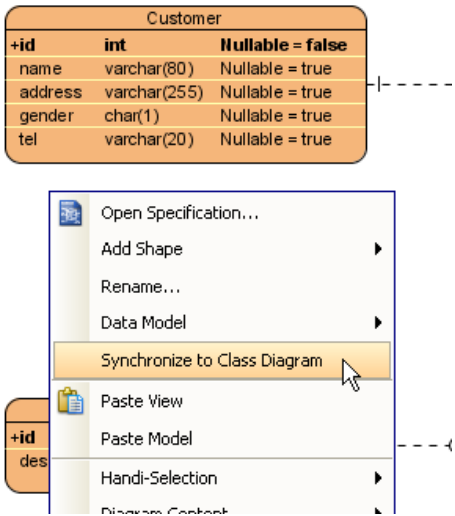 Customer
+id int Nullable = false
name varchar(80) Nullable = true
address varchar(255) Nullable = true
gender char(1) Nullable = true
tel varchar(20) Nullable = true
Open Specification...
Add Shape
Rename...
Data Model
Synchronize to Class Diagram
Paste View
Paste Model
+id
des
Handi-Selection
Diagram Content